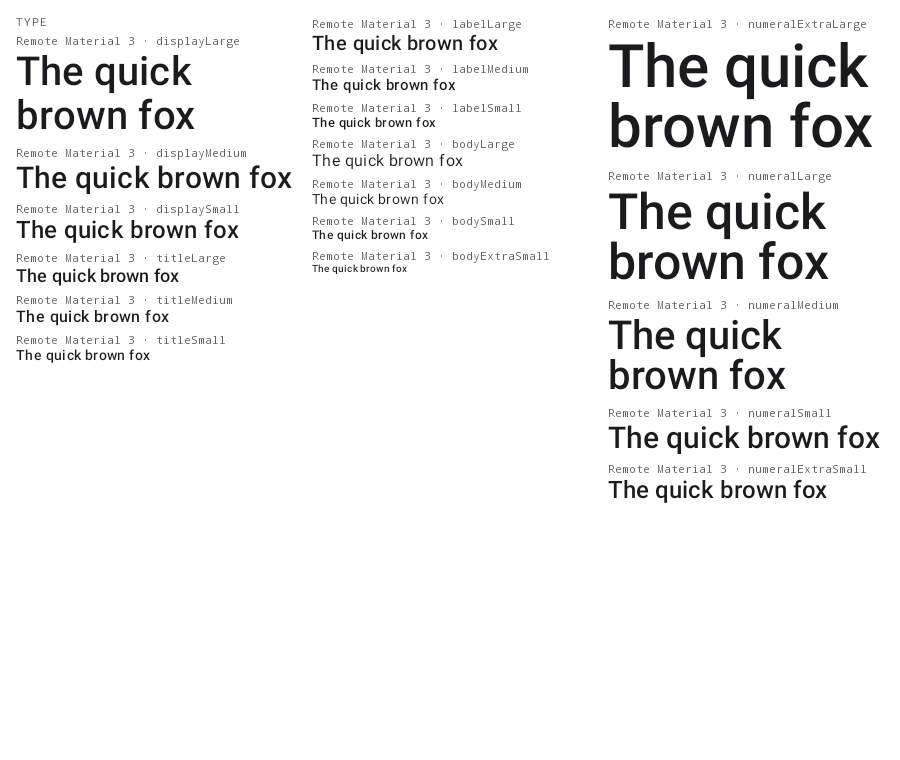 TYPE
Remote Material 3 · displayLarge
The quick
brown fox
Remote Material 3 · displayMedium
The quick brown fox
Remote Material 3 · displaySmall
The quick brown fox
Remote Material 3 · titleLarge
The quick brown fox
Remote Material 3 · titleMedium
The quick brown fox
Remote Material 3 · titleSmall
The quick brown fox
Remote Material 3 · labelLarge
The quick brown fox
Remote Material 3 · labelMedium
The quick brown fox
Remote Material 3 · labelSmall
The quick brown fox
Remote Material 3 · bodyLarge
The quick brown fox
Remote Material 3 · bodyMedium
The quick brown fox
Remote Material 3 · bodySmall
The quick brown fox
Remote Material 3 · bodyExtraSmall
The quick brown fox
Remote Material 3 · numeralExtraLarge
The quick
brown fox
Remote Material 3 · numeralLarge
The quick
brown fox
Remote Material 3 · numeralMedium
The quick
brown fox
Remote Material 3 · numeralSmall
The quick brown fox
Remote Material 3 · numeralExtraSmall
The quick brown fox